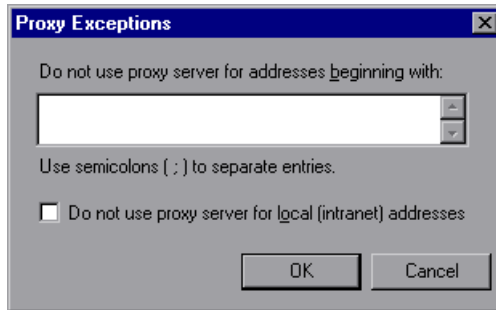 Proxy Exceptions
Do not use proxy server for addresses beginning with:
Use semicolons ( ; ) to separate entries.
Do not use proxy server for local (intranet) addresses
OK Cancel